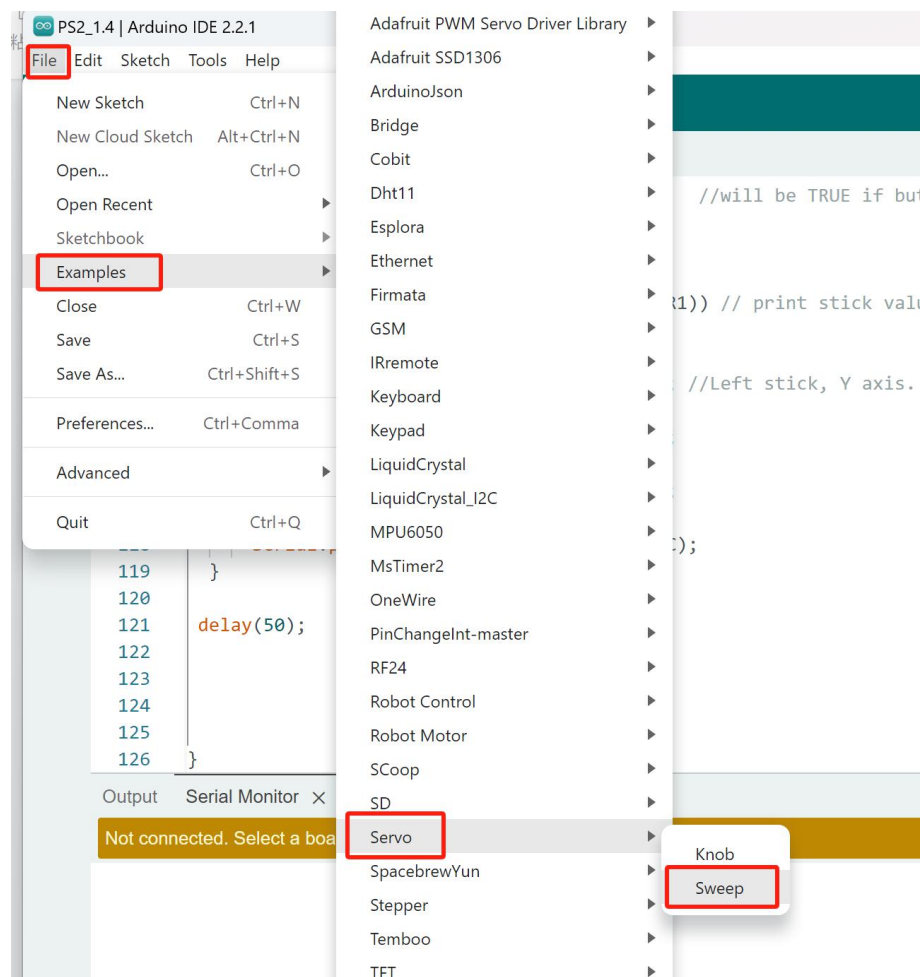 PS2_1.4 | Arduino IDE 2.2.1
File Edit Sketch Tools Help
New Sketch Ctrl+N
New Cloud Sketch Alt+Ctrl+N
Open... Ctrl+O
Open Recent
Sketchbook
Examples
Close Ctrl+W
Save Ctrl+S
Save As... Ctrl+Shift+S
Preferences... Ctrl+Comma
Advanced
Quit Ctrl+Q
Adafruit PWM Servo Driver Library
Adafruit SSD1306
ArduinoJson
Bridge
Cobit
Dht11
Esplora
Ethernet
Firmata
GSM
IRremote
Keyboard
Keypad
LiquidCrystal
LiquidCrystal_I2C
MPU6050
MsTimer2
OneWire
PinChangeInt-master
RF24
Robot Control
Robot Motor
SCoop
SD
Servo
SpacebrewYun
Stepper
Temboo
TFT
Knob
Sweep
//will be TRUE if but
R1)) // print stick valu
//Left stick, Y axis.
);
119 }
120
121 delay(50);
122
123
124
125
126 }
Output Serial Monitor ×
Not connected. Select a boa